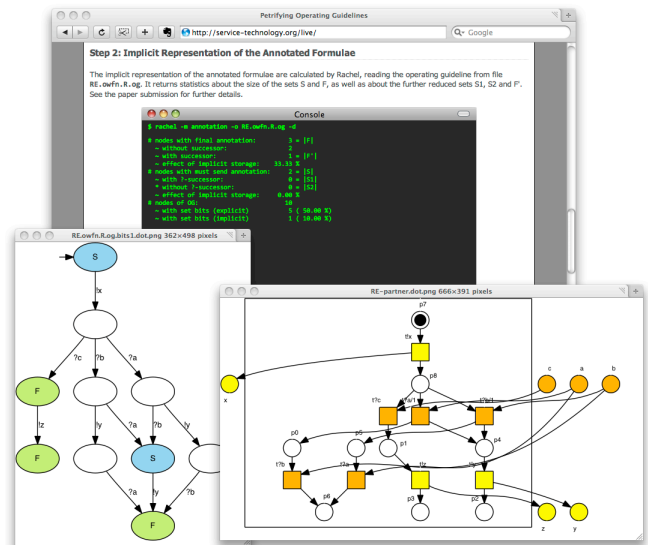 Petrifying Operating Guidelines
http://service-technology.org/live/
Google
Step 2: Implicit Representation of the Annotated Formulae
The implicit representation of the annotated formulae are calculated by Rachel, reading the operating guideline from file
RE.owfn.R.og. It returns statistics about the size of the sets S and F, as well as about the further reduced sets S1, S2 and F'.
See the paper submission for further details.
Console
$ rachel -m annotation -o RE.owfn.R.og -d
# nodes with final annotation: 3 = |F|
~ without successor: 2
~ with successor: 1 = |F'|
~ effect of implicit storage: 33.33 %
# nodes with must send annotation: 2 = |S|
~ with ?-successor: 0 = |S1|
* without ?-successor: 0 = |S2|
~ effect of implicit storage: 0.00 %
# nodes of OG: 10
~ with set bits (explicit) 5 ( 50.00 %)
~ with set bits (implicit) 1 ( 10.00 %)
RE.owfn.R.og.bits1.dot.png 362×498 pixels
S
!x
?c ?b ?a
F
!z !y ?a ?b !y
F S
?a !y ?b
F
RE-partner.dot.png 666×391 pixels
p7
t!x
x p8 c a b
t?c t?a/1 t?b/1
p0 p5 p1 p4
t?b t?a t!z
p6 p3 p2 z y